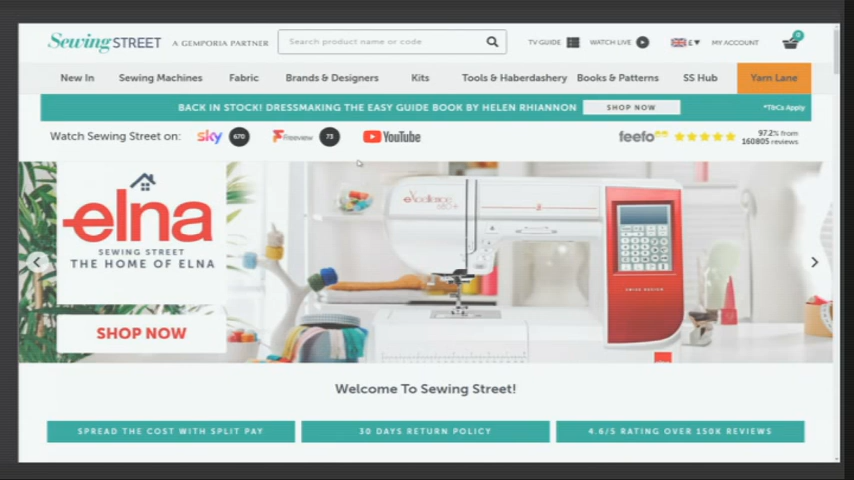 Sewing STREET
A GEMPORIA PARTNER
Search product name or code
TV GUIDE
WATCH LIVE
£
MY ACCOUNT
0
New In
Sewing Machines
Fabric
Brands & Designers
Kits
Tools & Haberdashery
Books & Patterns
SS Hub
Yarn Lane
BACK IN STOCK! DRESSMAKING THE EASY GUIDE BOOK BY HELEN RHIANNON
SHOP NOW
*T&Cs Apply
Watch Sewing Street on:
sky
670
Freeview
73
YouTube
feefo
97.2% from
160805 reviews
elna
SEWING STREET
THE HOME OF ELNA
SHOP NOW
eXcellence
SWISS DESIGN
Welcome To Sewing Street!
SPREAD THE COST WITH SPLIT PAY
30 DAYS RETURN POLICY
4.6/5 RATING OVER 150K REVIEWS